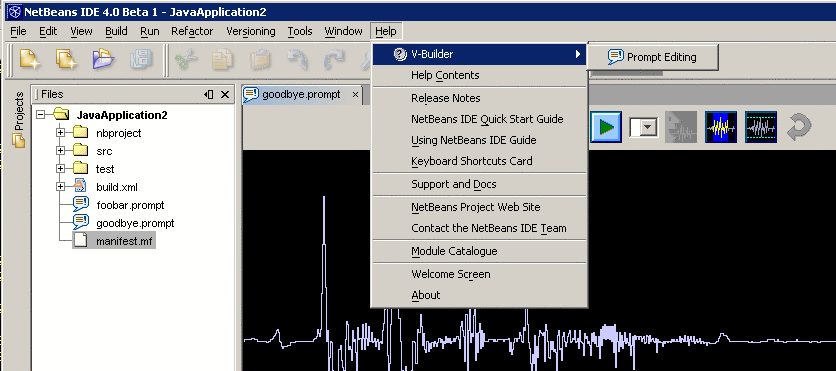 NetBeans IDE 4.0 Beta 1 - JavaApplication2
File Edit View Build Run Refactor Versioning Tools Window Help
V-Builder
Prompt Editing
Help Contents
Release Notes
NetBeans IDE Quick Start Guide
Using NetBeans IDE Guide
Keyboard Shortcuts Card
Support and Docs
NetBeans Project Web Site
Contact the NetBeans IDE Team
Module Catalogue
Welcome Screen
About
Projects
Files
JavaApplication2
nbproject
src
test
build.xml
foobar.prompt
goodbye.prompt
manifest.mf
goodbye.prompt